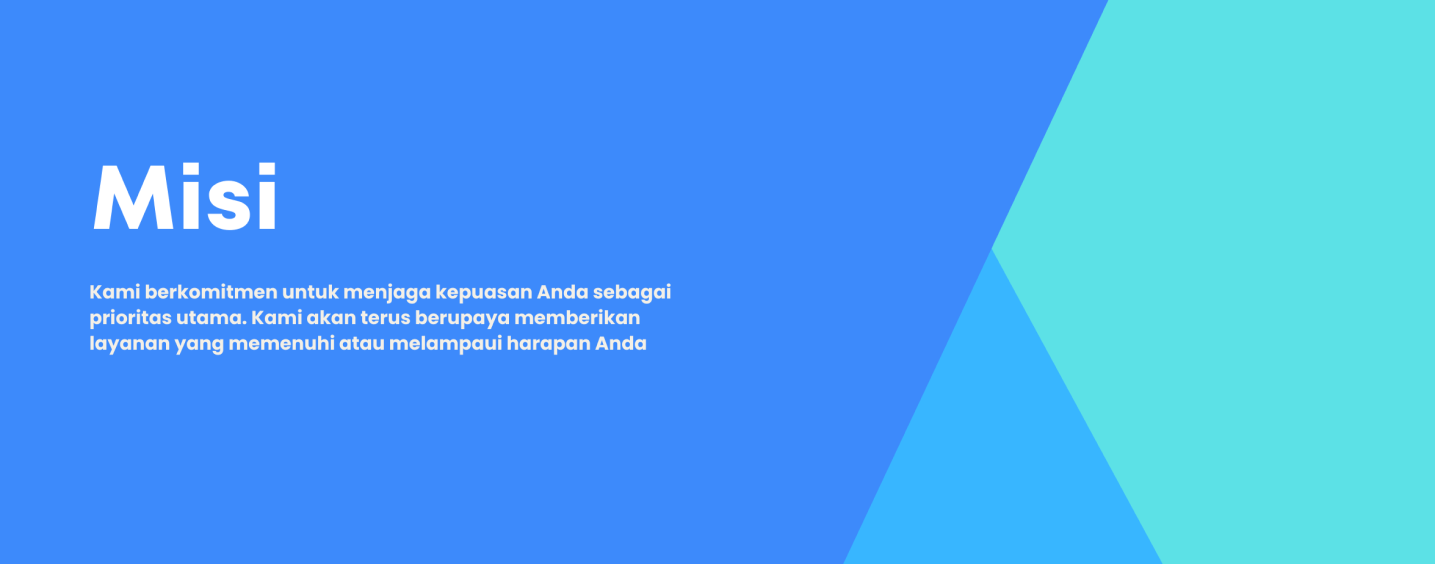 Misi
Kami berkomitmen untuk menjaga kepuasan Anda sebagai
prioritas utama. Kami akan terus berupaya memberikan
layanan yang memenuhi atau melampaui harapan Anda